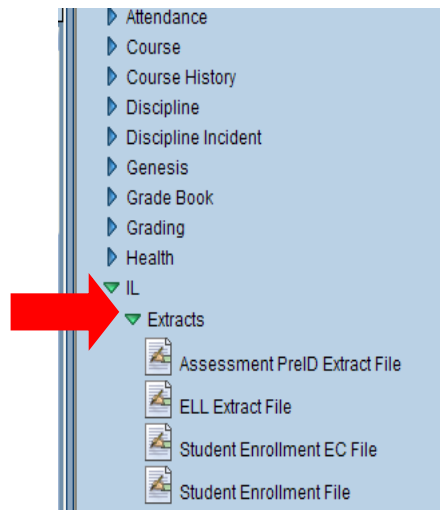 Attendance
Course
Course History
Discipline
Discipline Incident
Genesis
Grade Book
Grading
Health
IL
Extracts
Assessment PreID Extract File
ELL Extract File
Student Enrollment EC File
Student Enrollment File